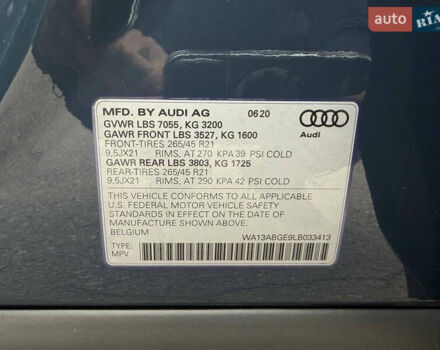 auto RIA
MFD. BY AUDI AG 0620
GVWR LBS 7055, KG 3200
GAWR FRONT LBS 3527, KG 1600
Audi
FRONT-TIRES 265/45 R21
9,5JX21 RIMS, AT 270 KPA 39 PSI COLD
GAWR REAR LBS 3803, KG 1725
REAR-TIRES 265/45 R21
9,5JX21 RIMS, AT 290 KPA 42 PSI COLD
THIS VEHICLE CONFORMS TO ALL APPLICABLE
U.S. FEDERAL MOTOR VEHICLE SAFETY
STANDARDS IN EFFECT ON THE DATE OF
MANUFACTURE SHOWN ABOVE.
BELGIUM
WA13ABGE9LB033413
TYPE:
MPV